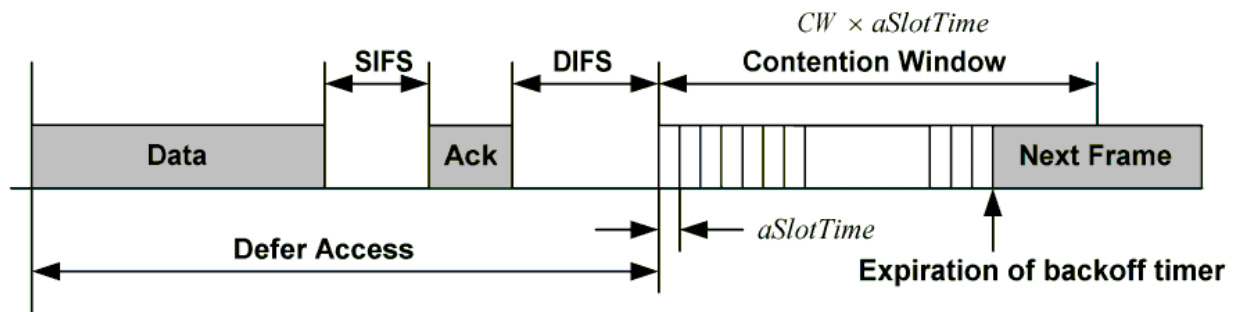 CW × aSlotTime
SIFS
DIFS
Contention Window
Data
Ack
Next Frame
aSlotTime
Defer Access
Expiration of backoff timer